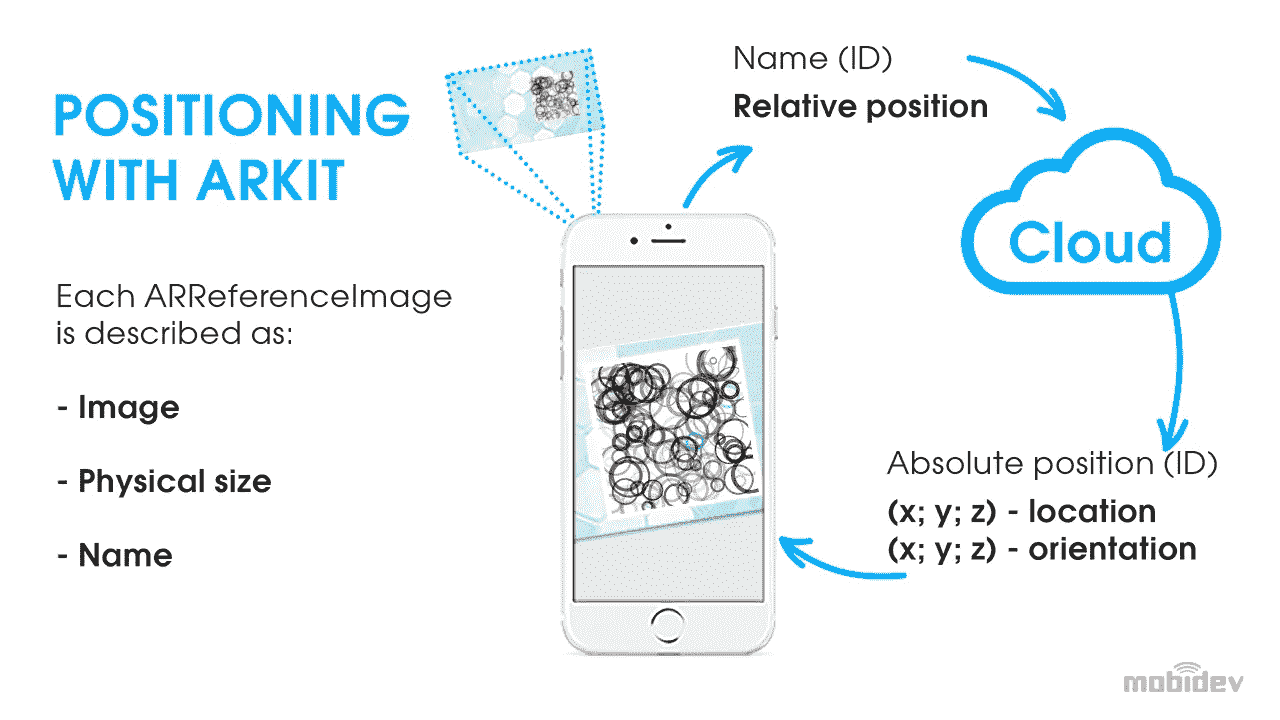 POSITIONING
WITH ARKIT
Each ARReferenceImage
is described as:
- Image
- Physical size
- Name
Name (ID)
Relative position
Cloud
Absolute position (ID)
(x; y; z) - location
(x; y; z) - orientation
mobidev